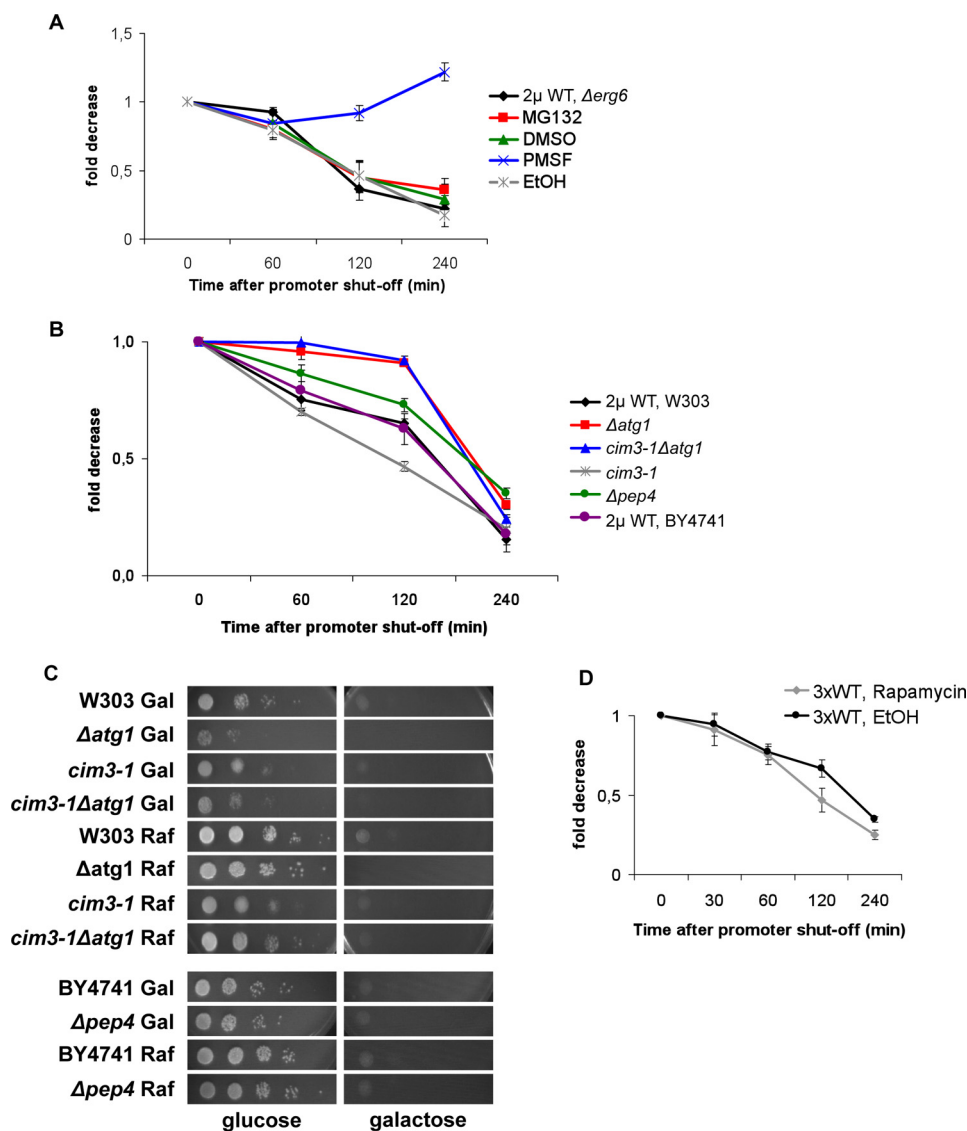 A
1,5
1
0,5
0
fold decrease
0 60 120 240
Time after promoter shut-off (min)
2µ WT, Δerg6
MG132
DMSO
PMSF
EtOH
B
1,0
0,5
0,0
fold decrease
0 60 120 240
Time after promoter shut-off (min)
2µ WT, W303
Δatg1
cim3-1Δatg1
cim3-1
Δpep4
2µ WT, BY4741
C
W303 Gal
Δatg1 Gal
cim3-1 Gal
cim3-1Δatg1 Gal
W303 Raf
Δatg1 Raf
cim3-1 Raf
cim3-1Δatg1 Raf
BY4741 Gal
Δpep4 Gal
BY4741 Raf
Δpep4 Raf
glucose galactose
D
3xWT, Rapamycin
3xWT, EtOH
1
0,5
0
fold decrease
0 30 60 120 240
Time after promoter shut-off (min)